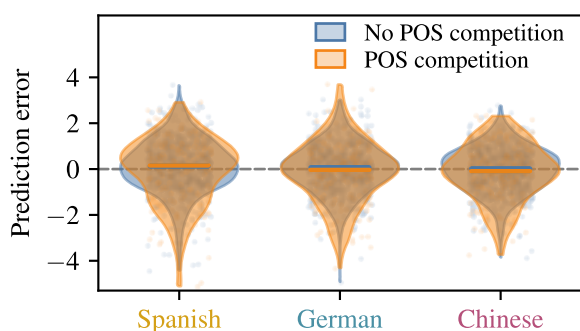 No POS competition
POS competition
Prediction error
4
2
0
−2
−4
Spanish German Chinese